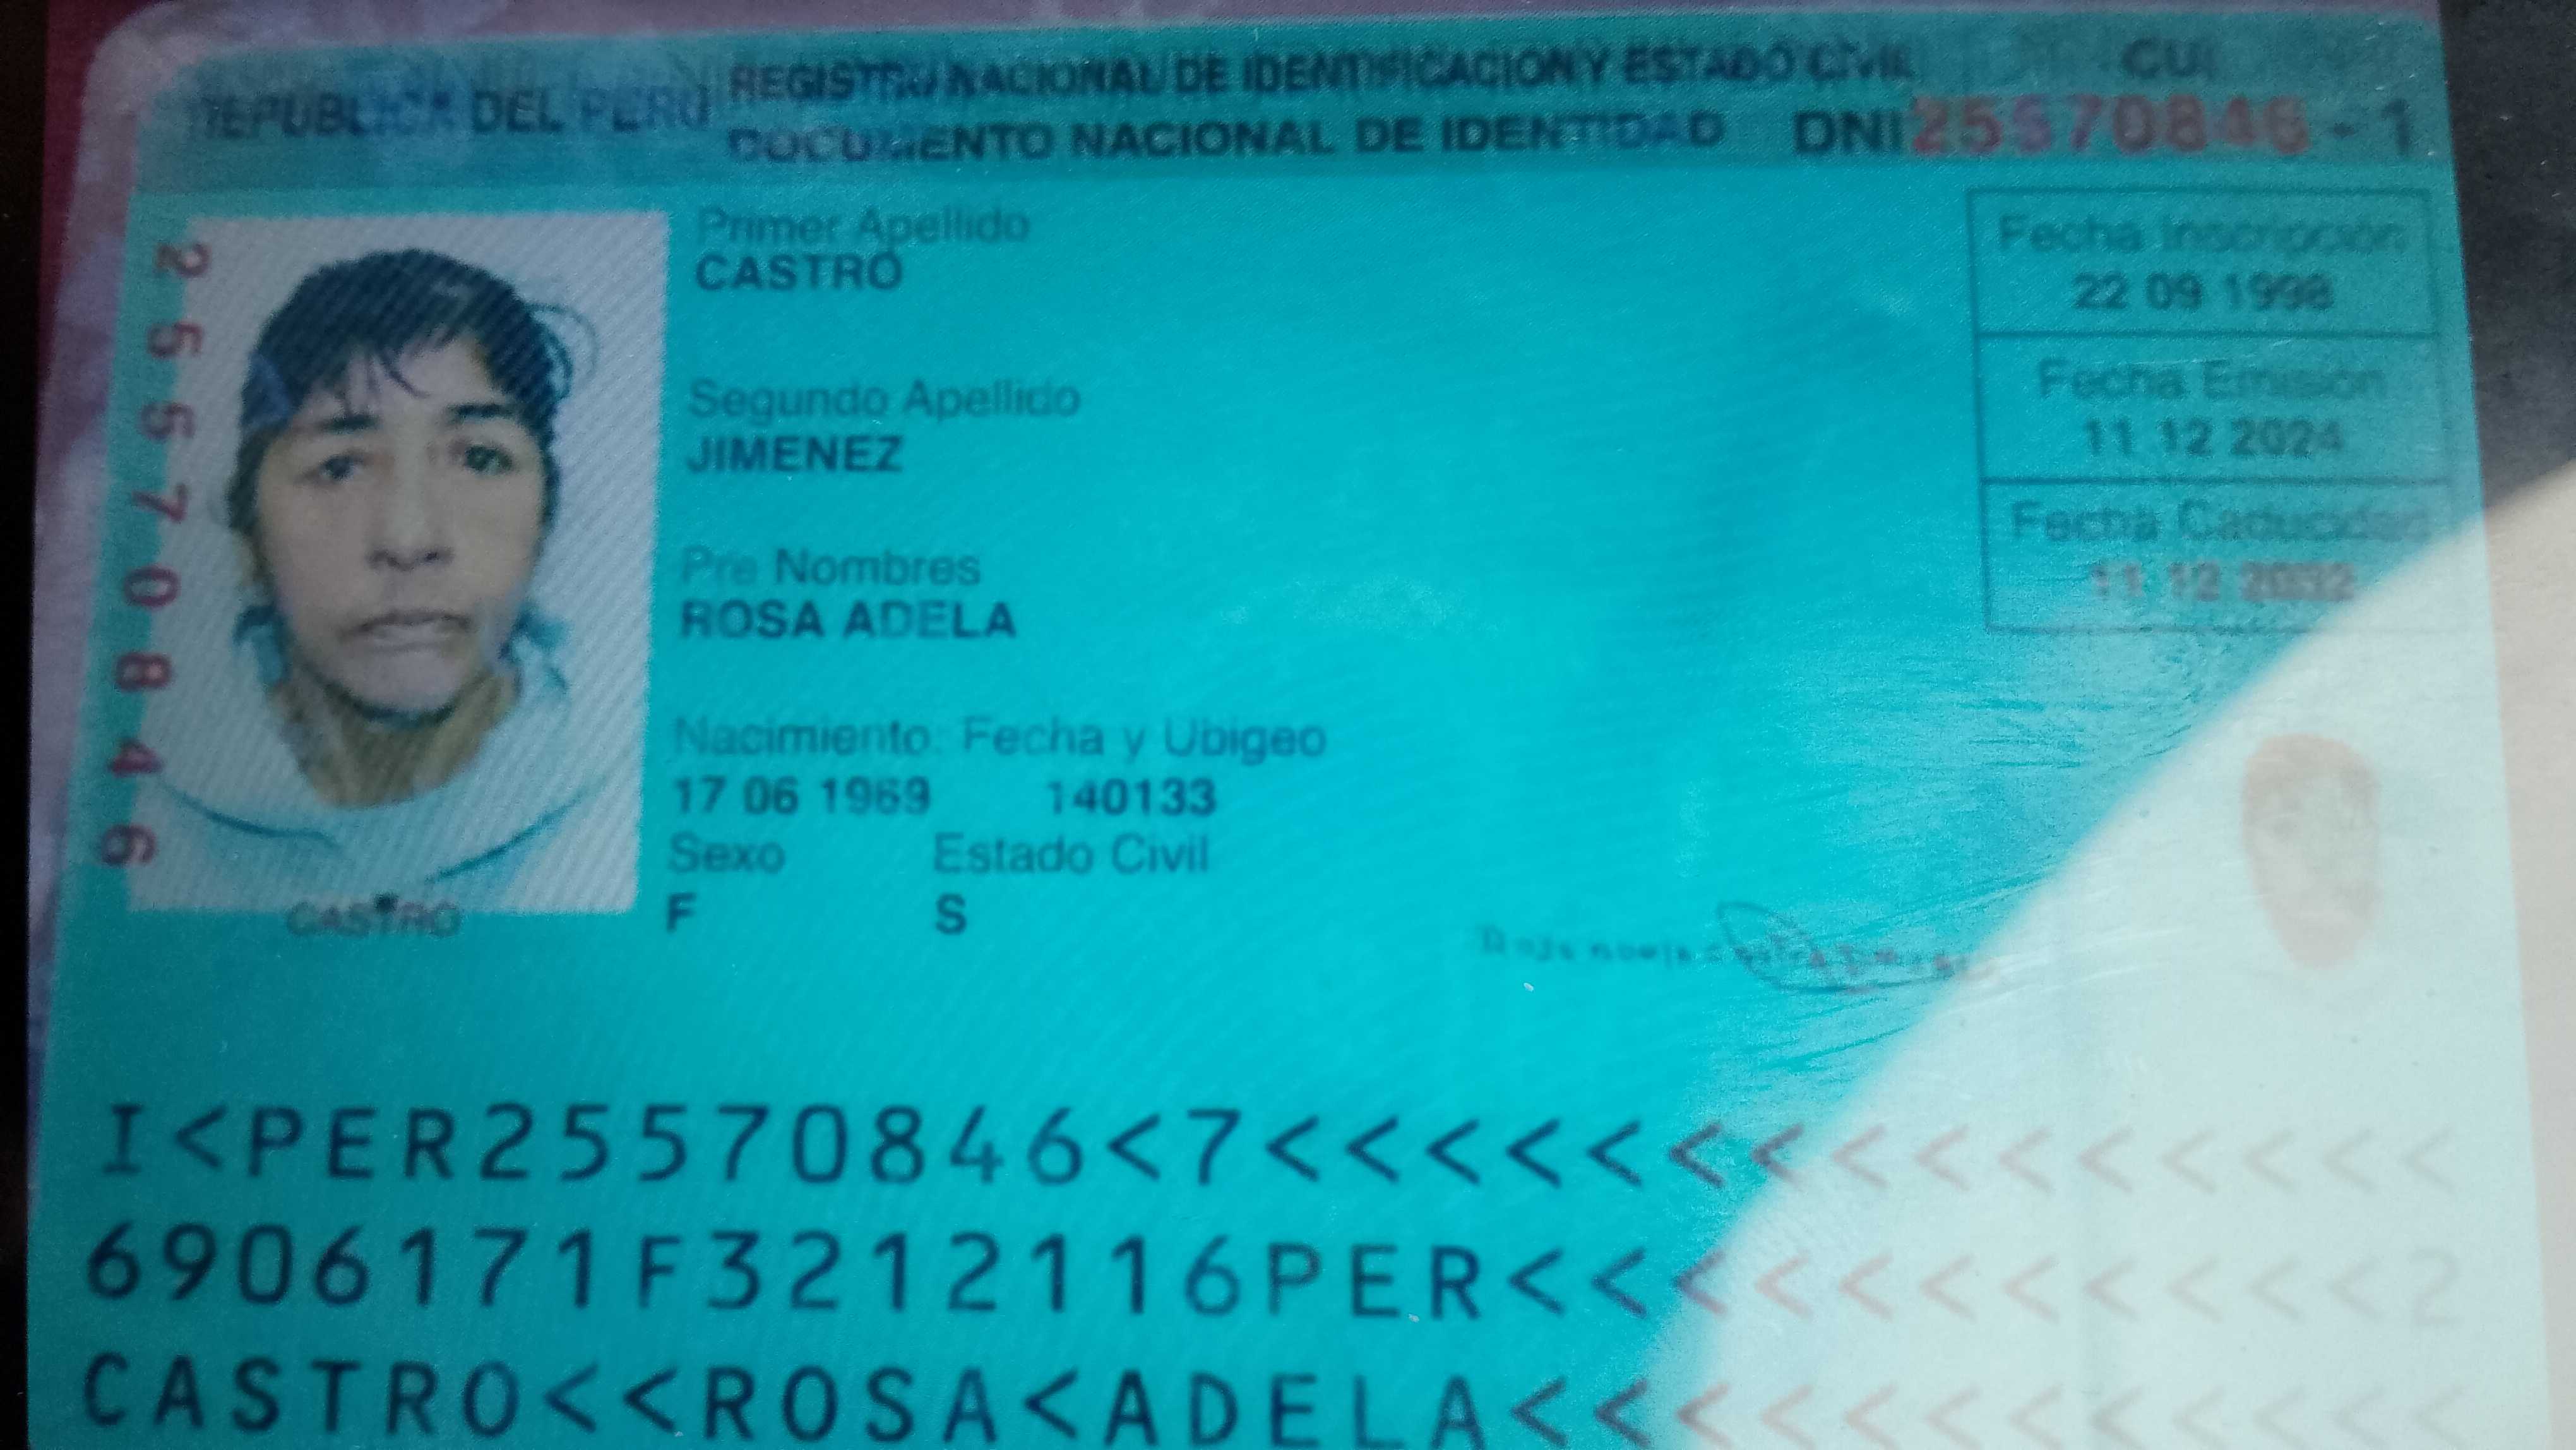 REPUBLICA DEL PERÚ
REGISTRO NACIONAL DE IDENTIFICACION Y ESTADO CIVIL
DOCUMENTO NACIONAL DE IDENTIDAD
CUI
DNI 25570846 - 1
25570846
Primer Apellido
CASTRO
Segundo Apellido
JIMENEZ
Pre Nombres
ROSA ADELA
Nacimiento: Fecha y Ubigeo
17 06 1969 140133
Sexo Estado Civil
F S
Fecha Inscripción
22 09 1998
Fecha Emisión
11 12 2024
Fecha Caducidad
11 12 2032
CASTRO
I<PER25570846<7<<<<<<<<<<<<<<<
6906171F3212116PER<<<<<<<<<<<2
CASTRO<<ROSA<ADELA<<<<<<<<<<<<